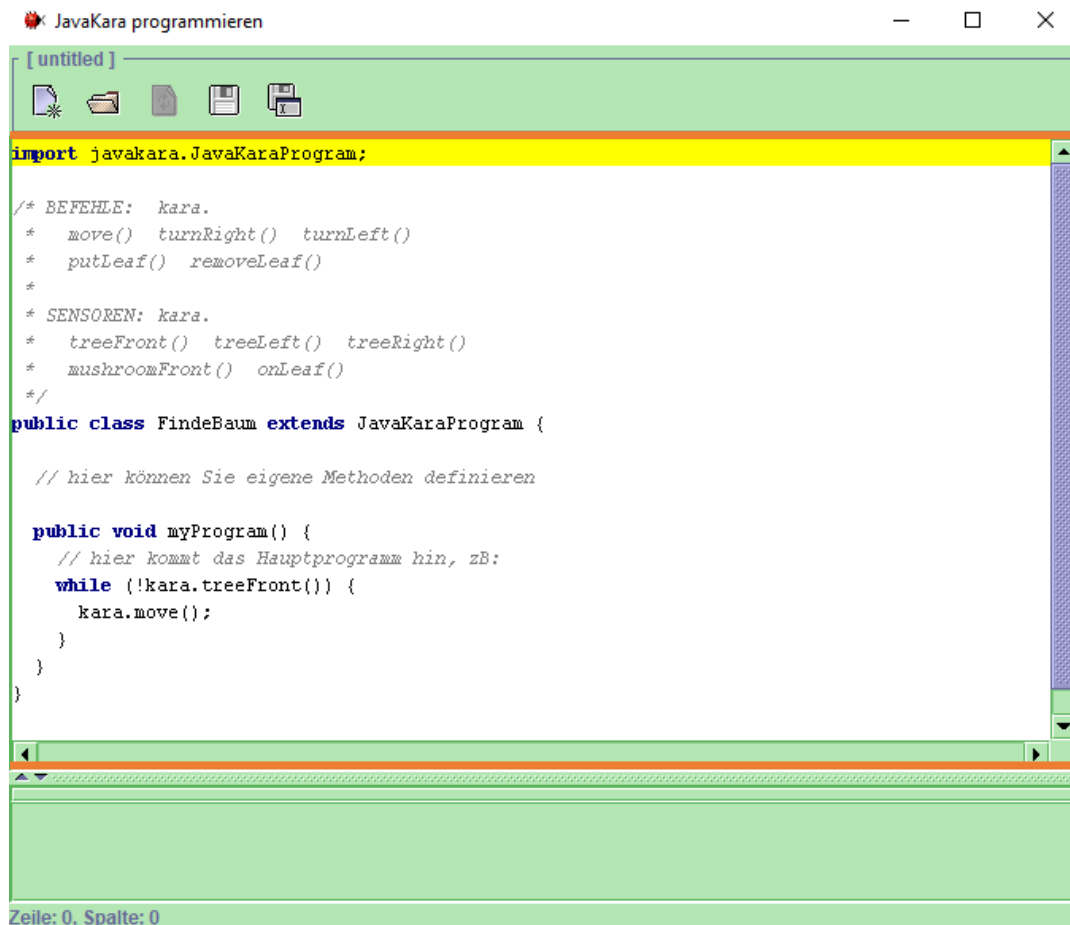 JavaKara programmieren
[ untitled ]
import javakara.JavaKaraProgram;
/* BEFEHLE:  kara.
 *   move()  turnRight()  turnLeft()
 *   putLeaf()  removeLeaf()
 *
 * SENSOREN: kara.
 *   treeFront()  treeLeft()  treeRight()
 *   mushroomFront()  onLeaf()
 */
public class FindeBaum extends JavaKaraProgram {
  // hier können Sie eigene Methoden definieren
  public void myProgram() {
    // hier kommt das Hauptprogramm hin, zB:
    while (!kara.treeFront()) {
      kara.move();
    }
  }
}
Zeile: 0, Spalte: 0